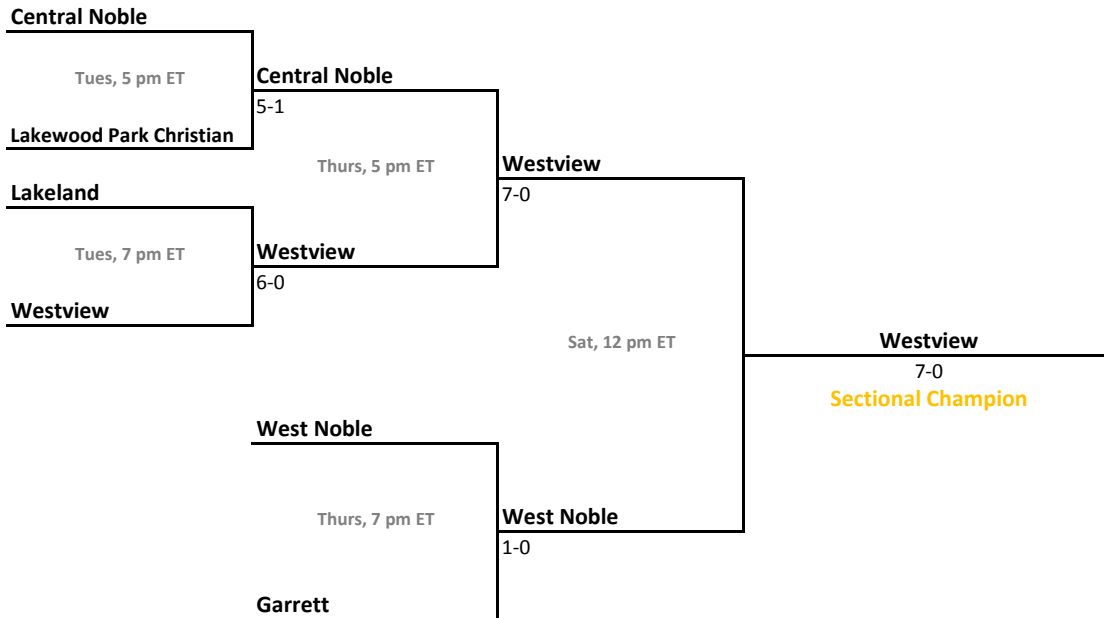 Central Noble
Tues, 5 pm ET
Central Noble
5-1
Lakewood Park Christian
Thurs, 5 pm ET
Westview
7-0
Lakeland
Tues, 7 pm ET
Westview
6-0
Westview
Sat, 12 pm ET
Westview
7-0
Sectional Champion
West Noble
Thurs, 7 pm ET
West Noble
1-0
Garrett